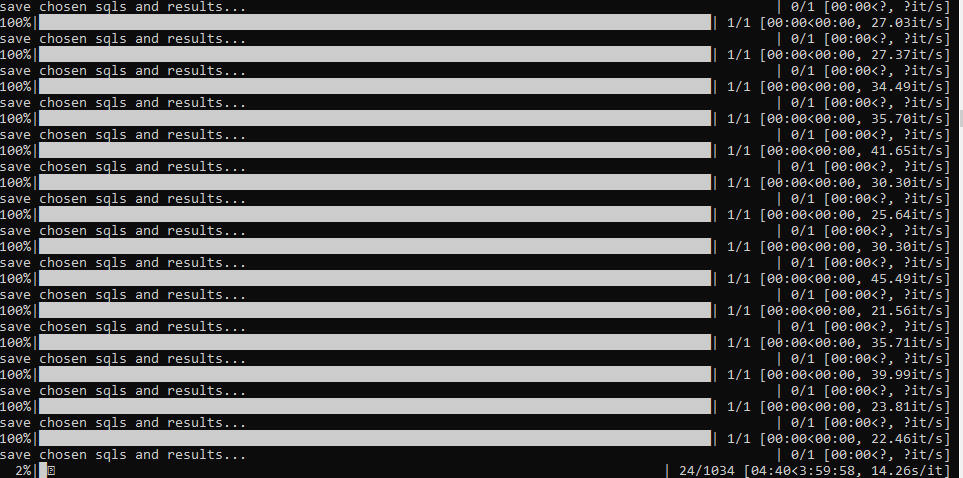 save chosen sqls and results... | 0/1 [00:00<?, ?it/s]
100%|██████████| 1/1 [00:00<00:00, 27.03it/s]
save chosen sqls and results... | 0/1 [00:00<?, ?it/s]
100%|██████████| 1/1 [00:00<00:00, 27.37it/s]
save chosen sqls and results... | 0/1 [00:00<?, ?it/s]
100%|██████████| 1/1 [00:00<00:00, 34.49it/s]
save chosen sqls and results... | 0/1 [00:00<?, ?it/s]
100%|██████████| 1/1 [00:00<00:00, 35.70it/s]
save chosen sqls and results... | 0/1 [00:00<?, ?it/s]
100%|██████████| 1/1 [00:00<00:00, 41.65it/s]
save chosen sqls and results... | 0/1 [00:00<?, ?it/s]
100%|██████████| 1/1 [00:00<00:00, 30.30it/s]
save chosen sqls and results... | 0/1 [00:00<?, ?it/s]
100%|██████████| 1/1 [00:00<00:00, 25.64it/s]
save chosen sqls and results... | 0/1 [00:00<?, ?it/s]
100%|██████████| 1/1 [00:00<00:00, 30.30it/s]
save chosen sqls and results... | 0/1 [00:00<?, ?it/s]
100%|██████████| 1/1 [00:00<00:00, 45.49it/s]
save chosen sqls and results... | 0/1 [00:00<?, ?it/s]
100%|██████████| 1/1 [00:00<00:00, 21.56it/s]
save chosen sqls and results... | 0/1 [00:00<?, ?it/s]
100%|██████████| 1/1 [00:00<00:00, 35.71it/s]
save chosen sqls and results... | 0/1 [00:00<?, ?it/s]
100%|██████████| 1/1 [00:00<00:00, 39.99it/s]
save chosen sqls and results... | 0/1 [00:00<?, ?it/s]
100%|██████████| 1/1 [00:00<00:00, 23.81it/s]
save chosen sqls and results... | 0/1 [00:00<?, ?it/s]
100%|██████████| 1/1 [00:00<00:00, 22.46it/s]
save chosen sqls and results... | 0/1 [00:00<?, ?it/s]
2%|█ | 24/1034 [04:40<3:59:58, 14.26s/it]